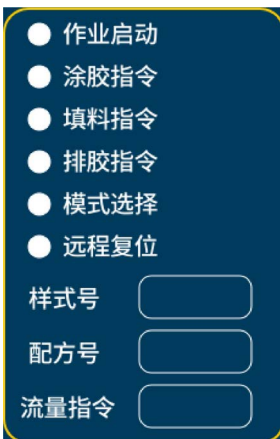 作业启动
涂胶指令
填料指令
排胶指令
模式选择
远程复位
样式号
配方号
流量指令